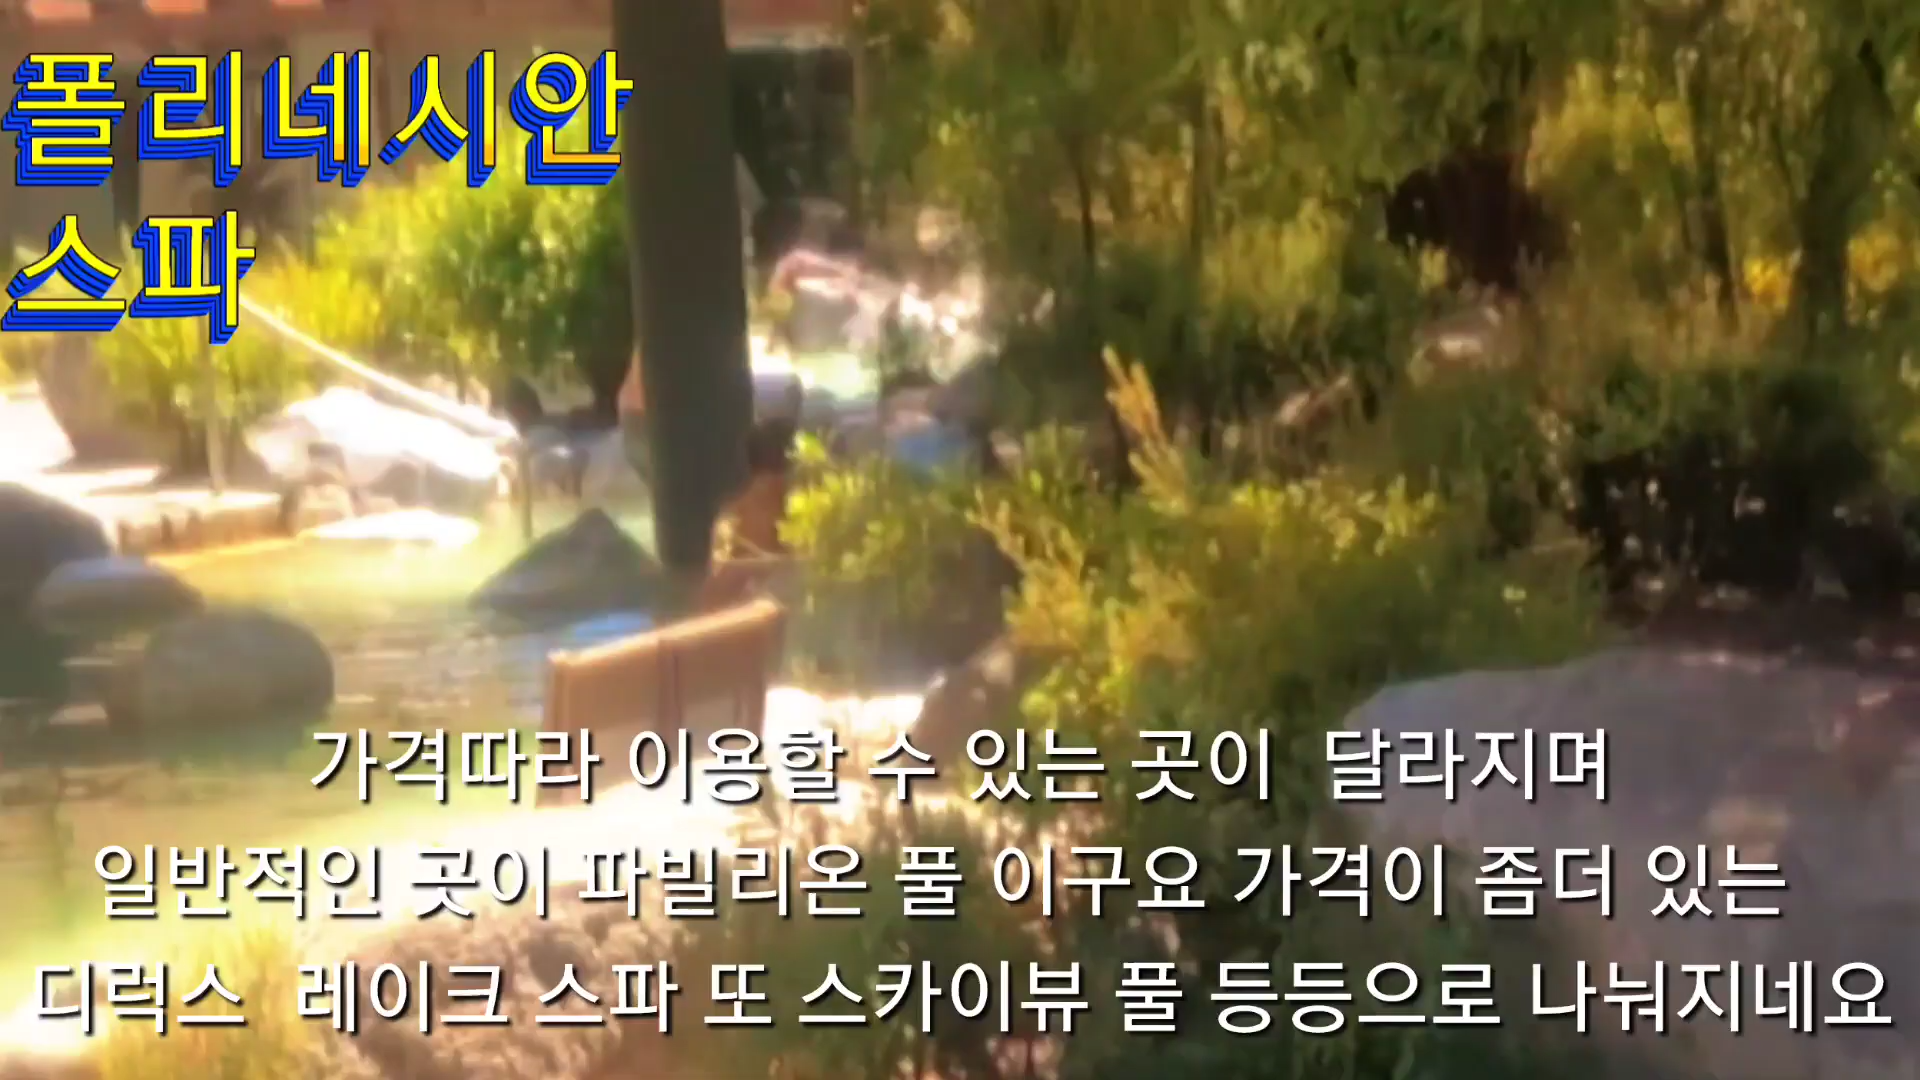 폴리네시안
스파
가격따라 이용할 수 있는 곳이 달라지며
일반적인 곳이 파빌리온 풀 이구요 가격이 좀더 있는
디럭스 레이크 스파 또 스카이뷰 풀 등등으로 나눠지네요